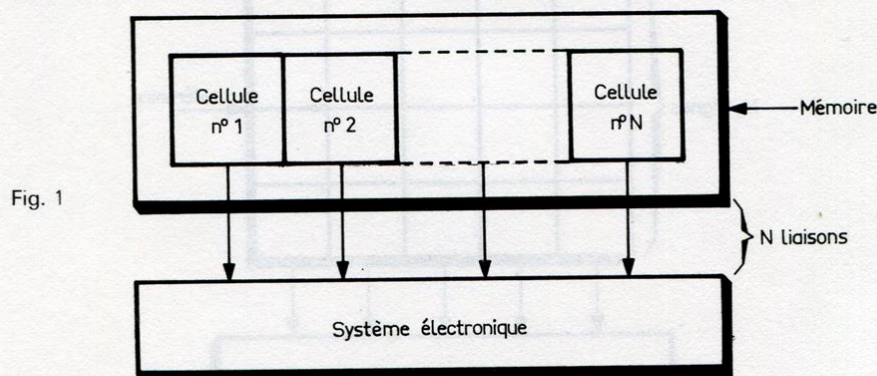 Cellule
n° 1
Cellule
n° 2
Cellule
n° N
Mémoire
Fig. 1
N liaisons
Système électronique